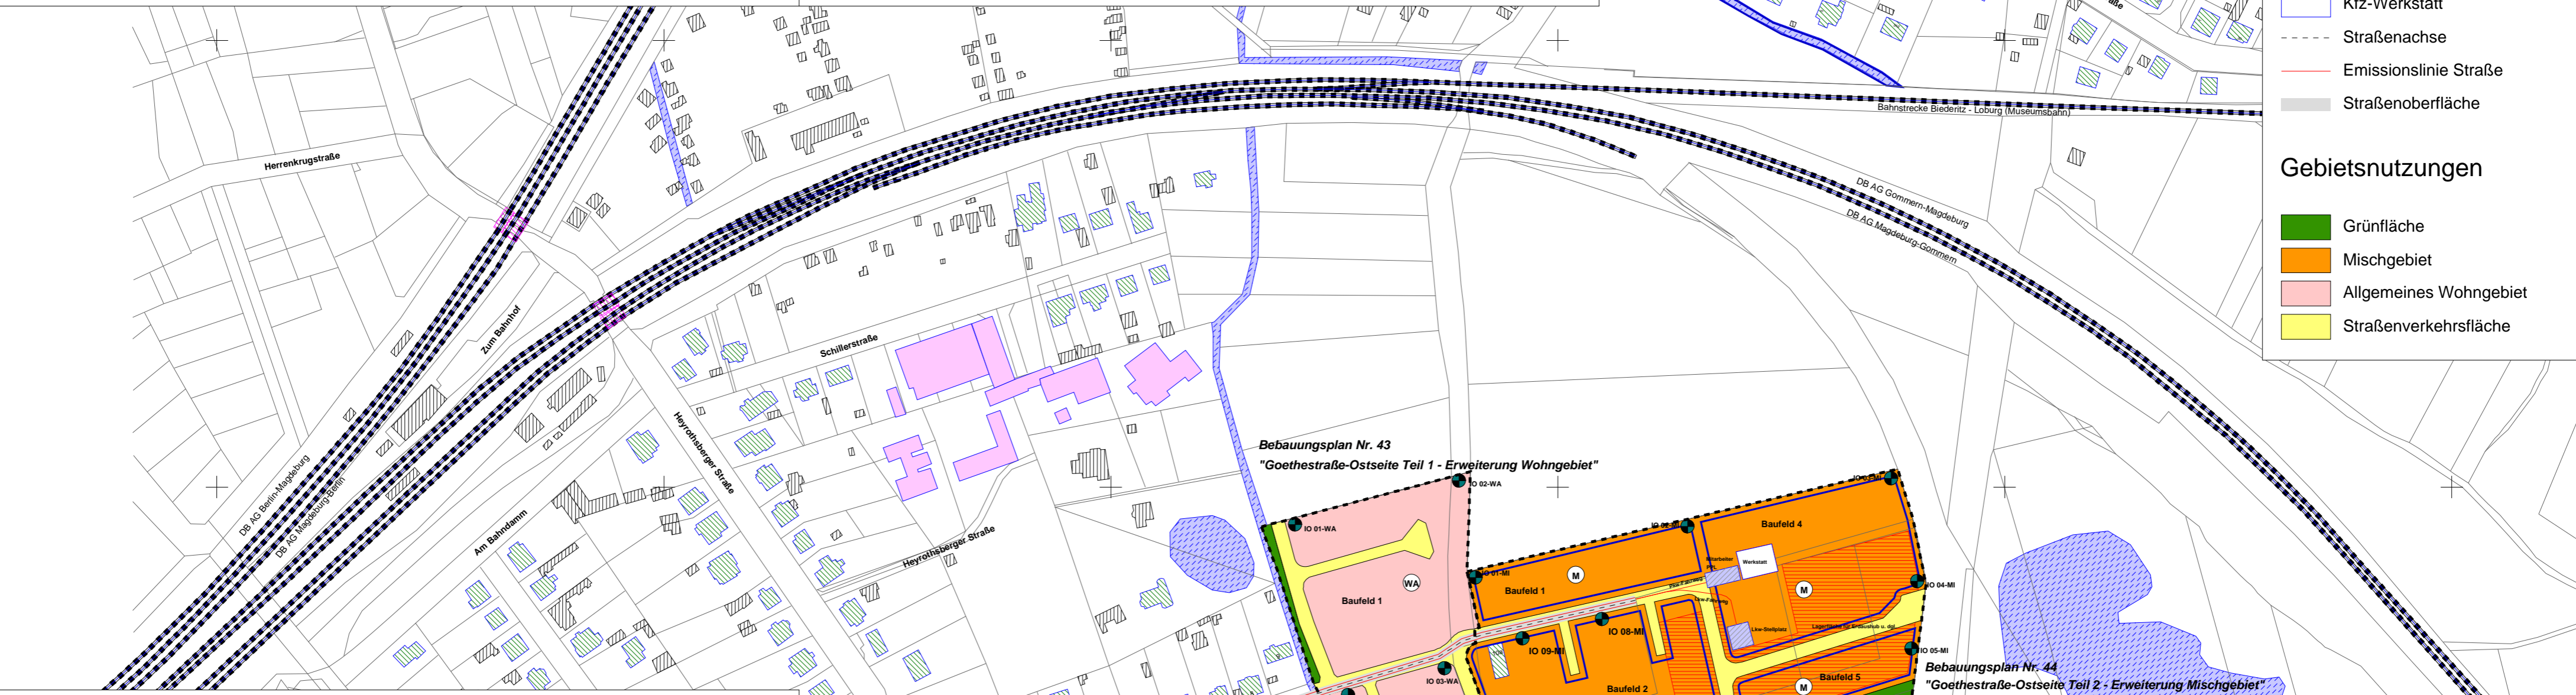 Kfz-Werkstatt
Straßenachse
Emissionslinie Straße
Straßenoberfläche
Gebietsnutzungen
Grünfläche
Mischgebiet
Allgemeines Wohngebiet
Straßenverkehrsfläche
Bahnstrecke Biederitz - Loburg (Museumsbahn)
DB AG Gommern-Magdeburg
DB AG Magdeburg-Gommern
Herrenkrugstraße
Zum Bahnhof
Schillerstraße
Heyrothsberger Straße
DB AG Berlin-Magdeburg
DB AG Magdeburg-Berlin
Am Bahndamm
Heyrothsberger Straße
Bebauungsplan Nr. 43
"Goethestraße-Ostseite Teil 1 - Erweiterung Wohngebiet"
IO 02-WA
IO 01-WA
WA
Baufeld 1
IO 03-WA
IO 01-MI
M
Baufeld 1
Baufeld 4
Werkstatt
M
IO 04-MI
IO 08-MI
IO 09-MI
Lkw-Stellplatz
IO 05-MI
Baufeld 5
M
Baufeld 2
Bebauungsplan Nr. 44
"Goethestraße-Ostseite Teil 2 - Erweiterung Mischgebiet"